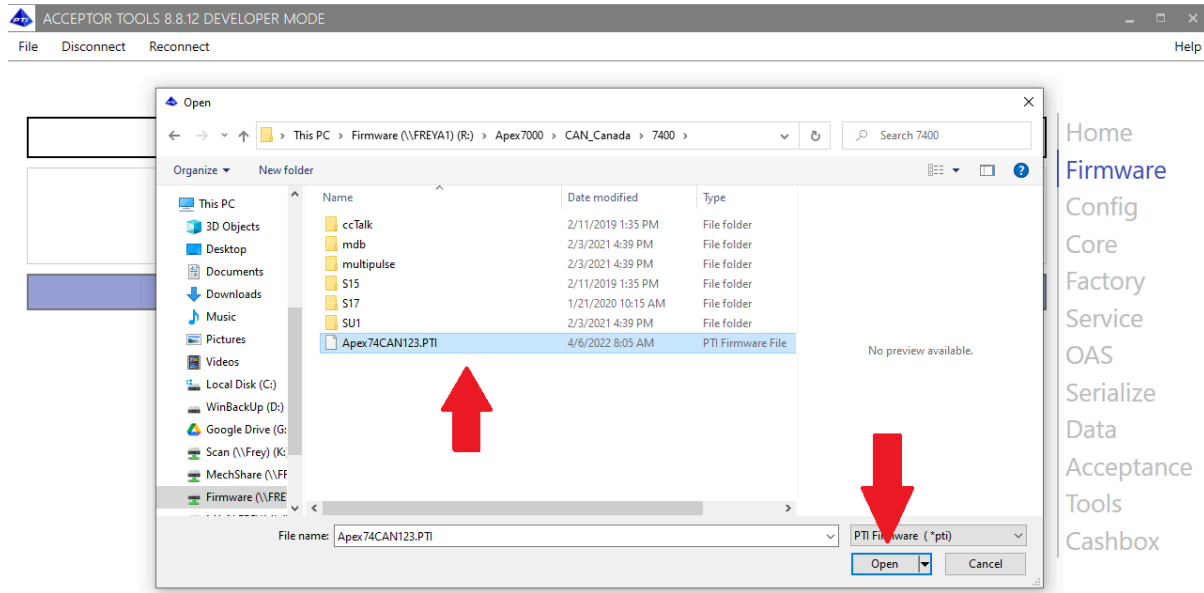 PTI ACCEPTOR TOOLS 8.8.12 DEVELOPER MODE
File Disconnect Reconnect Help
Open
This PC > Firmware (\\FREYA1) (R:) > Apex7000 > CAN_Canada > 7400 >
Search 7400
Organize New folder
This PC
3D Objects
Desktop
Documents
Downloads
Music
Pictures
Videos
Local Disk (C:)
WinBackUp (D:)
Google Drive (G:
Scan (\\Frey) (K:
MechShare (\\FF
Firmware (\\FRE
Name Date modified Type
ccTalk 2/11/2019 1:35 PM File folder
mdb 2/3/2021 4:39 PM File folder
multipulse 2/3/2021 4:39 PM File folder
S15 2/11/2019 1:35 PM File folder
S17 1/21/2020 10:15 AM File folder
SU1 2/3/2021 4:39 PM File folder
Apex74CAN123.PTI 4/6/2022 8:05 AM PTI Firmware File
No preview available.
File name: Apex74CAN123.PTI
PTI Fi ware (*pti)
Open Cancel
Home
Firmware
Config
Core
Factory
Service
OAS
Serialize
Data
Acceptance
Tools
Cashbox